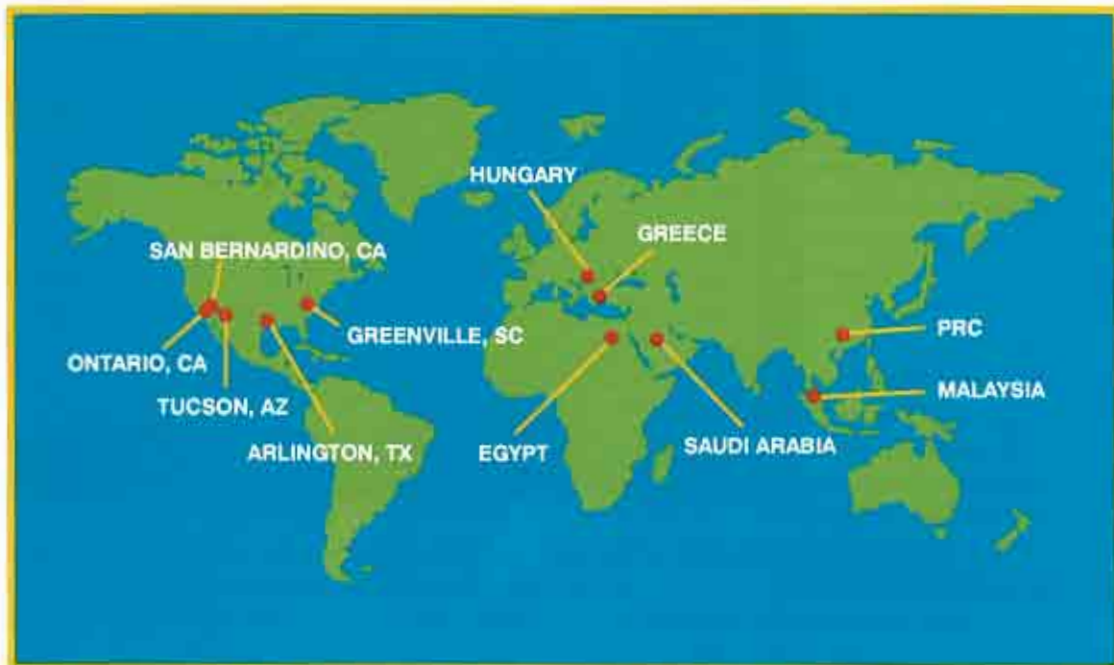 HUNGARY
GREECE
SAN BERNARDINO, CA
GREENVILLE, SC
PRC
ONTARIO, CA
MALAYSIA
TUCSON, AZ
ARLINGTON, TX
EGYPT
SAUDI ARABIA